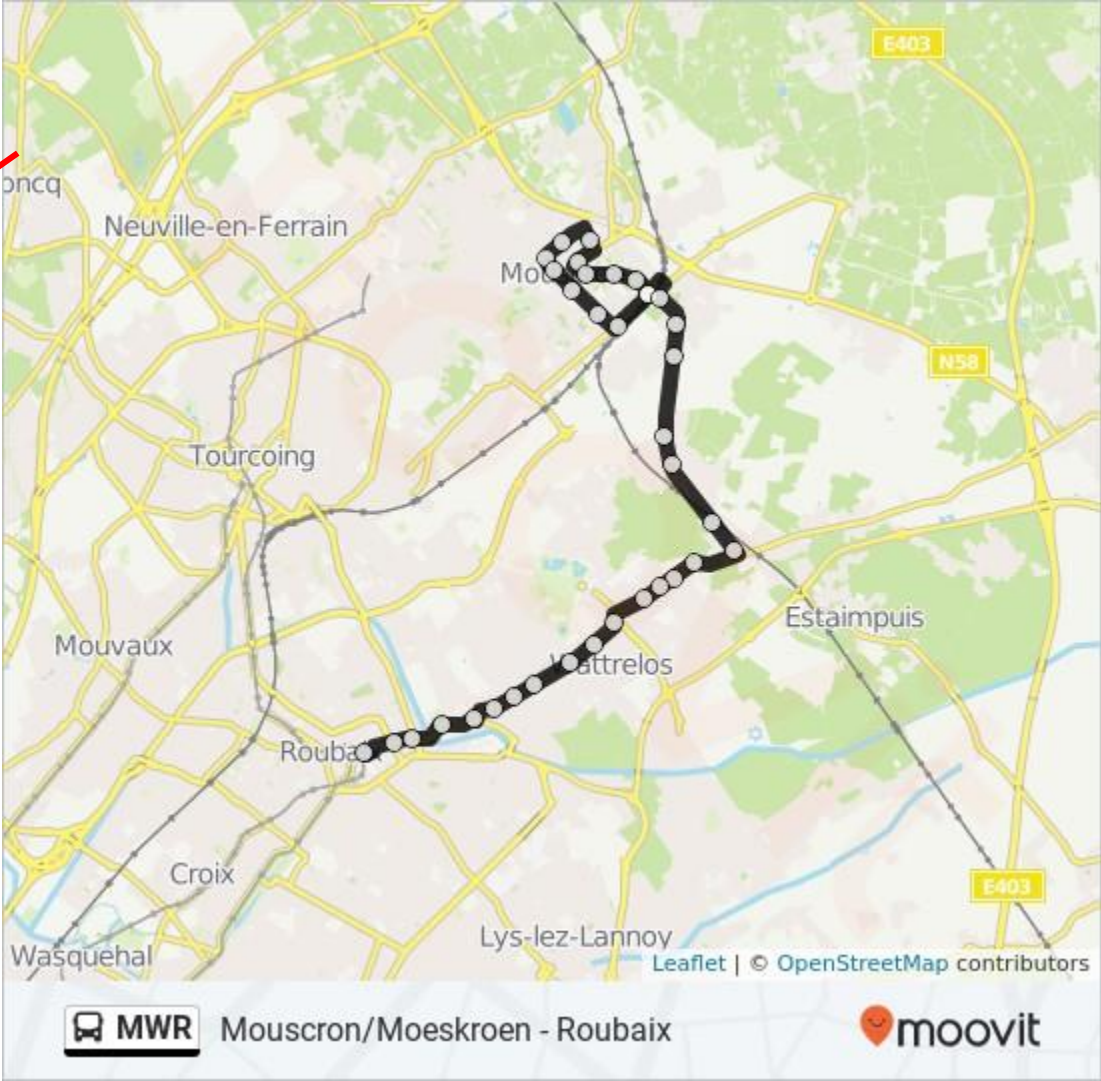 E403
oncq
Neuville-en-Ferrain
Mou
N58
Tourcoing
Estaimpuis
Mouvaux
Wattrelos
Roubaix
Croix
E403
Lys-lez-Lannoy
Wasquehal
Leaflet | © OpenStreetMap contributors
MWR Mouscron/Moeskroen - Roubaix moovit